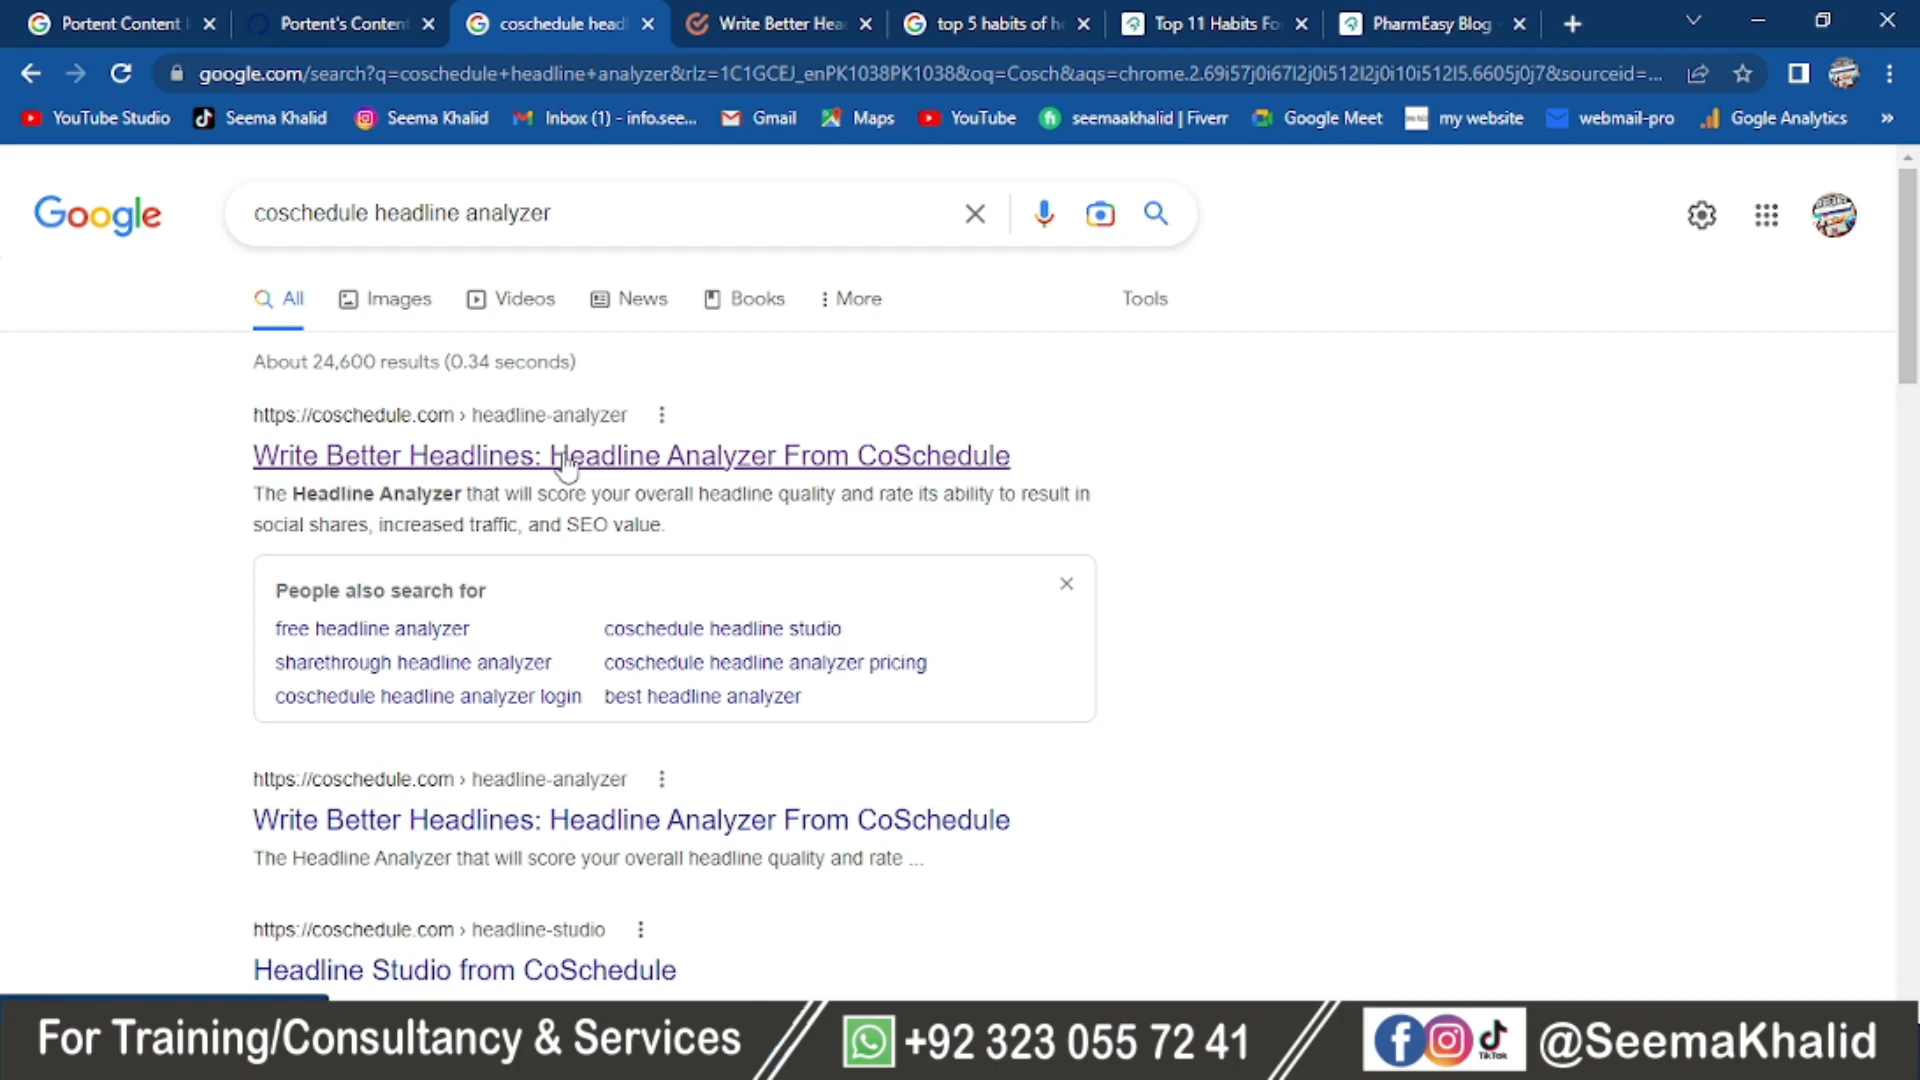 Portent Content
Portent's Content
coschedule head
Write Better Hea
top 5 habits of h
Top 11 Habits Fo
PharmEasy Blog
google.com/search?q=coschedule+headline+analyzer&rlz=1C1GCEJ_enPK1038PK1038&oq=Cosch&aqs=chrome.2.69i57j0i67l2j0i512l2j0i10i512l5.6605j0j7&sourceid=...
YouTube Studio
Seema Khalid
Seema Khalid
Inbox (1) - info.see...
Gmail
Maps
YouTube
seemaakhalid | Fiverr
Google Meet
my website
webmail-pro
Gogle Analytics
»
Google
coschedule headline analyzer
All
Images
Videos
News
Books
More
Tools
About 24,600 results (0.34 seconds)
https://coschedule.com › headline-analyzer
Write Better Headlines: Headline Analyzer From CoSchedule
The Headline Analyzer that will score your overall headline quality and rate its ability to result in
social shares, increased traffic, and SEO value.
People also search for
free headline analyzer
coschedule headline studio
sharethrough headline analyzer
coschedule headline analyzer pricing
coschedule headline analyzer login
best headline analyzer
https://coschedule.com › headline-analyzer
Write Better Headlines: Headline Analyzer From CoSchedule
The Headline Analyzer that will score your overall headline quality and rate ...
https://coschedule.com › headline-studio
Headline Studio from CoSchedule
For Training/Consultancy & Services
+92 323 055 72 41
TikTok
@SeemaKhalid